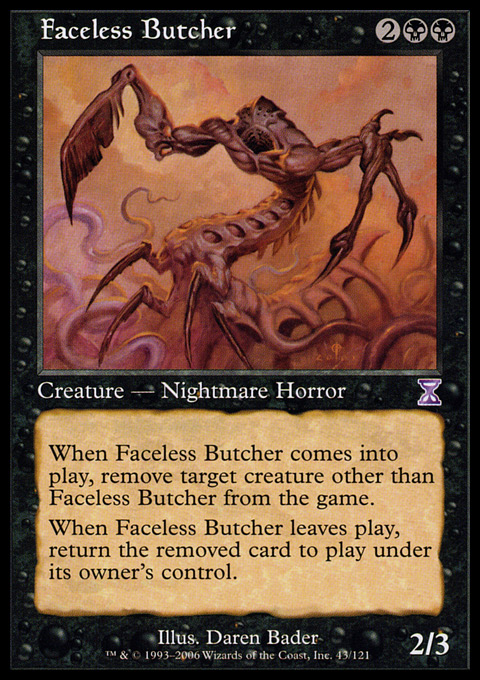 Faceless Butcher 2
Creature — Nightmare Horror
When Faceless Butcher comes into
play, remove target creature other than
Faceless Butcher from the game.
When Faceless Butcher leaves play,
return the removed card to play under
its owner's control.
Illus. Daren Bader
2/3
™ & © 1993–2006 Wizards of the Coast, Inc. 43/121